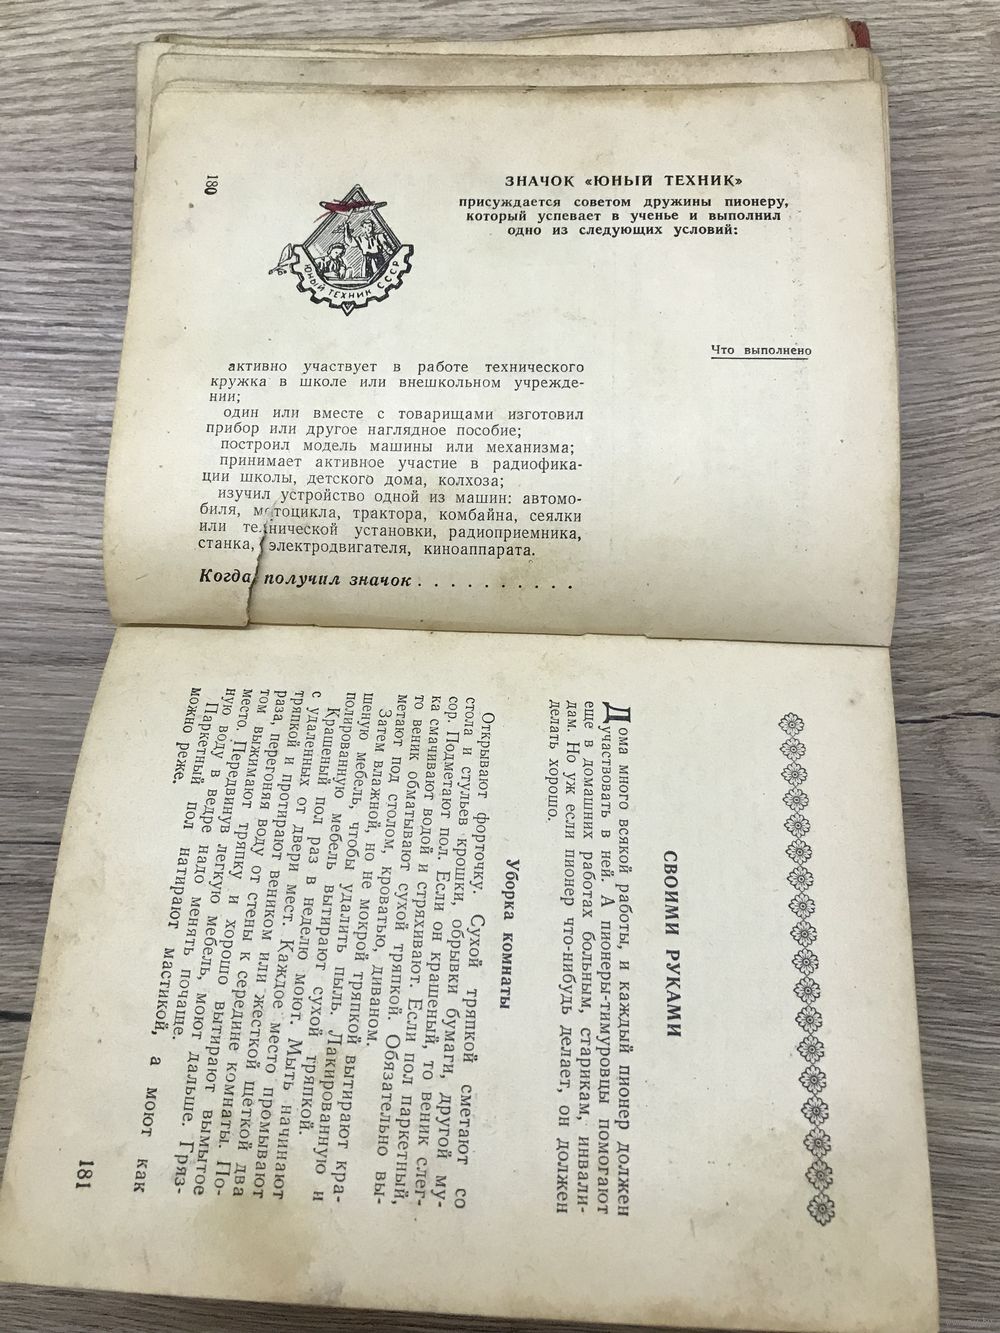 180
ЮНЫЙ ТЕХНИК СССР
ЗНАЧОК «ЮНЫЙ ТЕХНИК»
присуждается советом дружины пионеру,
который успевает в ученье и выполнил
одно из следующих условий:
Что выполнено
активно участвует в работе технического
кружка в школе или внешкольном учрежде-
нии;
один или вместе с товарищами изготовил
прибор или другое наглядное пособие;
построил модель машины или механизма;
принимает активное участие в радиофика-
ции школы, детского дома, колхоза;
изучил устройство одной из машин: автомо-
биля, мотоцикла, трактора, комбайна, сеялки
или технической установки, радиоприемника,
станка, электродвигателя, киноаппарата.
Когда получил значок . . . . . . . . . .
СВОИМИ РУКАМИ
Дома много всякой работы, и каждый пионер должен
участвовать в ней. А пионеры-тимуровцы помогают
еще в домашних работах больным, старикам, инвали-
дам. Но уж если пионер что-нибудь делает, он должен
делать хорошо.
Уборка комнаты
Открывают форточку. Сухой тряпкой сметают со
стола и стульев крошки, обрывки бумаги, другой му-
сор. Подметают пол. Если он крашеный, то веник слег-
ка смачивают водой и стряхивают. Если пол паркетный,
то веник обматывают сухой тряпкой. Обязательно вы-
метают под столом, кроватью, диваном.
Затем влажной, но не мокрой тряпкой вытирают кра-
шеную мебель, чтобы удалить пыль. Лакированную и
полированную мебель вытирают сухой тряпкой.
Крашеный пол раз в неделю моют. Мыть начинают
с удаленных от двери мест. Каждое место промывают
тряпкой и протирают веником или жесткой щёткой два
раза, перегоняя воду от стены к середине комнаты. По-
том выжимают тряпку и хорошо вытирают вымытое
место. Передвинув легкую мебель, моют дальше. Гряз-
ную воду в ведре надо менять почаще.
Паркетный пол натирают мастикой, а моют как
можно реже.
181